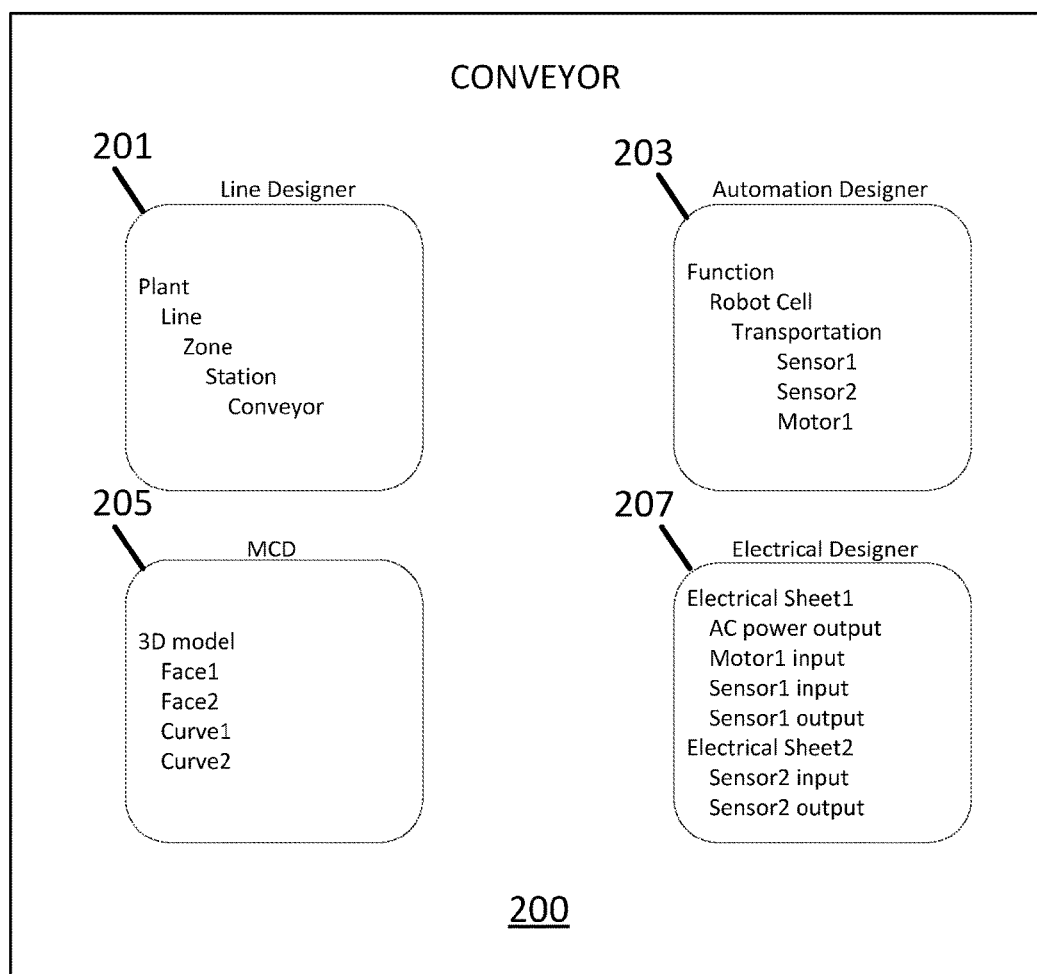 CONVEYOR
201
Line Designer
Plant
Line
Zone
Station
Conveyor
203
Automation Designer
Function
Robot Cell
Transportation
Sensor1
Sensor2
Motor1
205
MCD
3D model
Face1
Face2
Curve1
Curve2
207
Electrical Designer
Electrical Sheet1
AC power output
Motor1 input
Sensor1 input
Sensor1 output
Electrical Sheet2
Sensor2 input
Sensor2 output
200